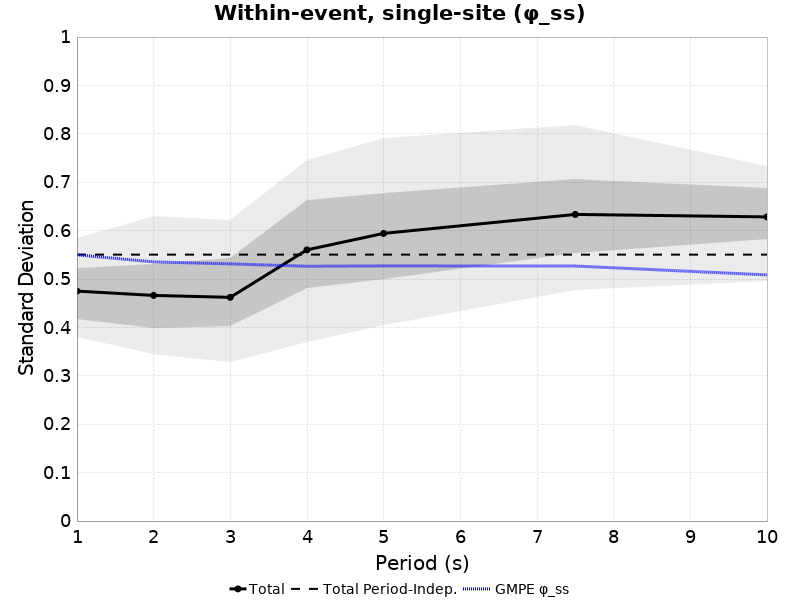 Within-event, single-site (φ_ss)
1
0.9
0.8
0.7
0.6
0.5
0.4
0.3
0.2
0.1
0
Standard Deviation
1 2 3 4 5 6 7 8 9 10
Period (s)
Total Total Period-Indep. GMPE φ_ss